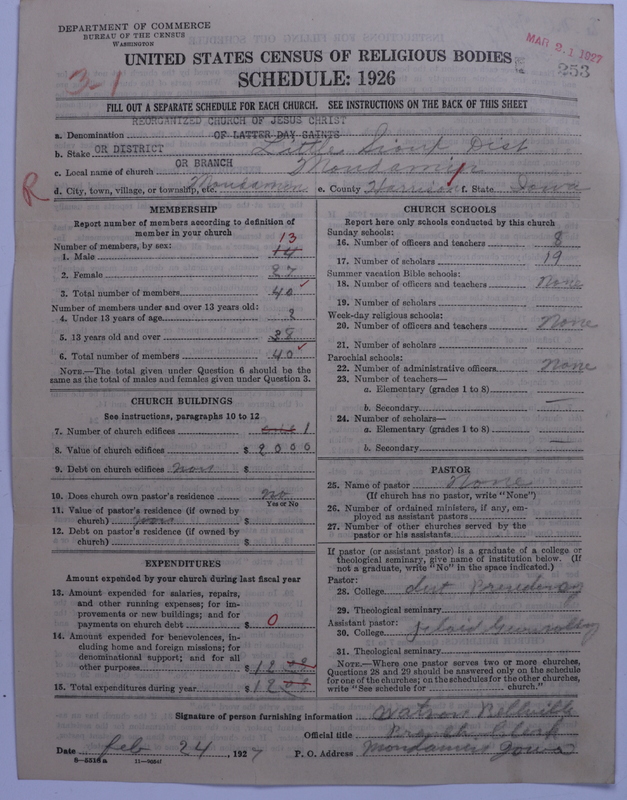 DEPARTMENT OF COMMERCE
BUREAU OF THE CENSUS
WASHINGTON
MAR 21 1927
253
3-1
UNITED STATES CENSUS OF RELIGIOUS BODIES
SCHEDULE: 1926
FILL OUT A SEPARATE SCHEDULE FOR EACH CHURCH. SEE INSTRUCTIONS ON THE BACK OF THIS SHEET
REORGANIZED CHURCH OF JESUS CHRIST
a. Denomination OF LATTER DAY SAINTS
b. Stake OR DISTRICT Little Sioux Dist
c. Local name of church OR BRANCH Mondamin
R
d. City, town, village, or township, etc. Mondamin e. County Harrison f. State Iowa
MEMBERSHIP
Report number of members according to definition of
member in your church
Number of members, by sex: 13
1. Male 14
2. Female 27
3. Total number of members 40
Number of members under and over 13 years old:
4. Under 13 years of age 2
5. 13 years old and over 38
6. Total number of members 40
NOTE.—The total given under Question 6 should be
same as the total of males and females given under Question 3.
CHURCH BUILDINGS
See instructions, paragraphs 10 to 12
7. Number of church edifices one 1
8. Value of church edifices $ 2000
9. Debt on church edifices
10. Does church own pastor's residence No
Yes or No
11. Value of pastor's residence (if owned by
church) $
12. Debt on pastor's residence (if owned by
church) $
EXPENDITURES
Amount expended by your church during last fiscal year
13. Amount expended for salaries, repairs,
and other running expenses; for im-
provements or new buildings; and for
payments on church debt $ 0
14. Amount expended for benevolences, in-
cluding home and foreign missions; for
denominational support; and for all
other purposes $ 12
15. Total expenditures during year $ 12
CHURCH SCHOOLS
Report here only schools conducted by this church
Sunday schools:
16. Number of officers and teachers 8
17. Number of scholars 19
Summer vacation Bible schools:
18. Number of officers and teachers None
19. Number of scholars
Week-day religious schools:
20. Number of officers and teachers None
21. Number of scholars
Parochial schools:
22. Number of administrative officers None
23. Number of teachers—
a. Elementary (grades 1 to 8)
b. Secondary —
24. Number of scholars—
a. Elementary (grades 1 to 8)
b. Secondary —
PASTOR
25. Name of pastor None
(If church has no pastor, write "None")
26. Number of ordained ministers, if any, em-
ployed as assistant pastors
27. Number of other churches served by the
pastor or his assistants
If pastor (or assistant pastor) is a graduate of a college or
theological seminary, give name of institution below. (If
not a graduate, write "No" in the space indicated.)
Pastor:
28. College
29. Theological seminary
Assistant pastor:
30. College
31. Theological seminary
NOTE.—Where one pastor serves two or more churches,
Questions 28 and 29 should be answered only on the schedule
for one of the churches; on the schedules for the other churches,
write "See schedule for church."
Signature of person furnishing information
Official title Branch Clerk
Date Feb 24, 1927 P. O. Address Mondamin Iowa
8—5518a 11—9034